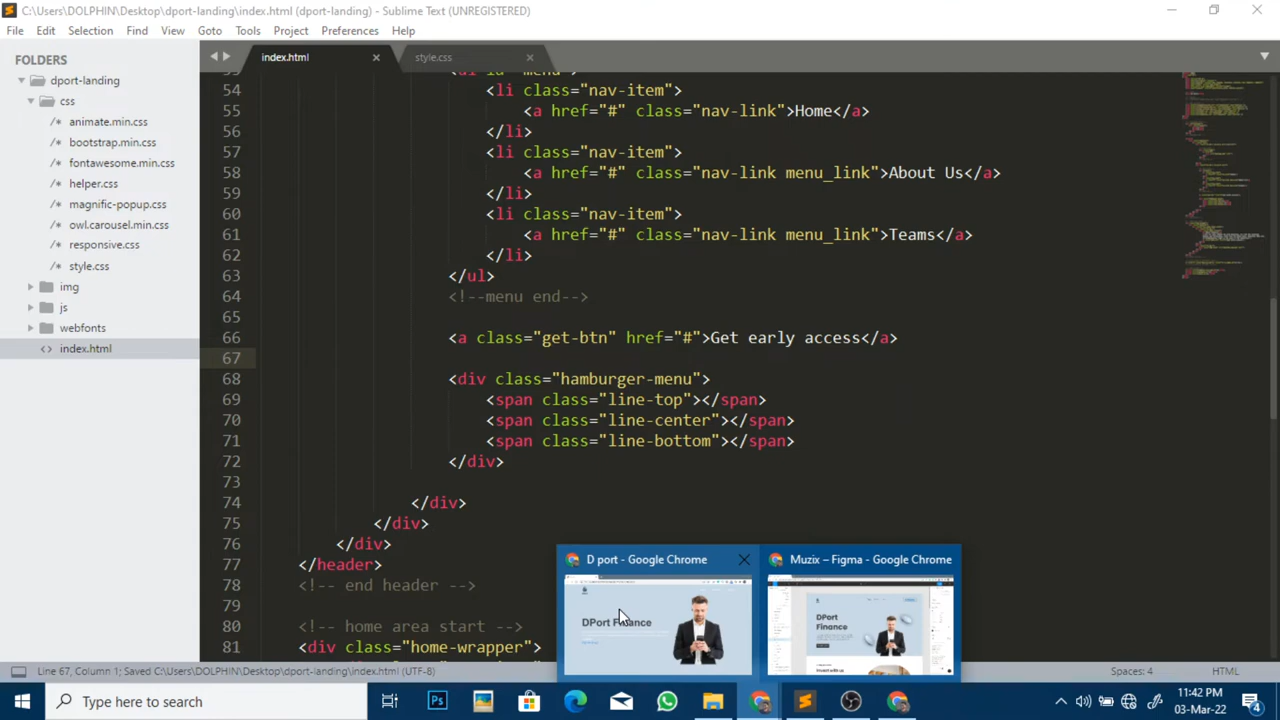 C:\Users\DOLPHIN\Desktop\dport-landing\index.html (dport-landing) - Sublime Text (UNREGISTERED)
File Edit Selection Find View Goto Tools Project Preferences Help
FOLDERS
dport-landing
css
animate.min.css
bootstrap.min.css
fontawesome.min.css
helper.css
magnific-popup.css
owl.carousel.min.css
responsive.css
style.css
img
js
webfonts
index.html
index.html
style.css
54 <li class="nav-item">
55 <a href="#" class="nav-link">Home</a>
56 </li>
57 <li class="nav-item">
58 <a href="#" class="nav-link menu_link">About Us</a>
59 </li>
60 <li class="nav-item">
61 <a href="#" class="nav-link menu_link">Teams</a>
62 </li>
63 </ul>
64 <!--menu end-->
65
66 <a class="get-btn" href="#">Get early access</a>
67
68 <div class="hamburger-menu">
69 <span class="line-top"></span>
70 <span class="line-center"></span>
71 <span class="line-bottom"></span>
72 </div>
73
74 </div>
75 </div>
76 </div>
77 </header>
78 <!-- end header -->
79
80 <!-- home area start -->
81 <div class="home-wrapper">
D port - Google Chrome
DPort Finance
Muzix – Figma - Google Chrome
DPort
Finance
Invest with us
Line 67, Column 1; Saved C:\Users\DOLPHIN\Desktop\dport-landing\index.html (UTF-8)
Spaces: 4
HTML
Type here to search
Ps
11:42 PM
03-Mar-22
4